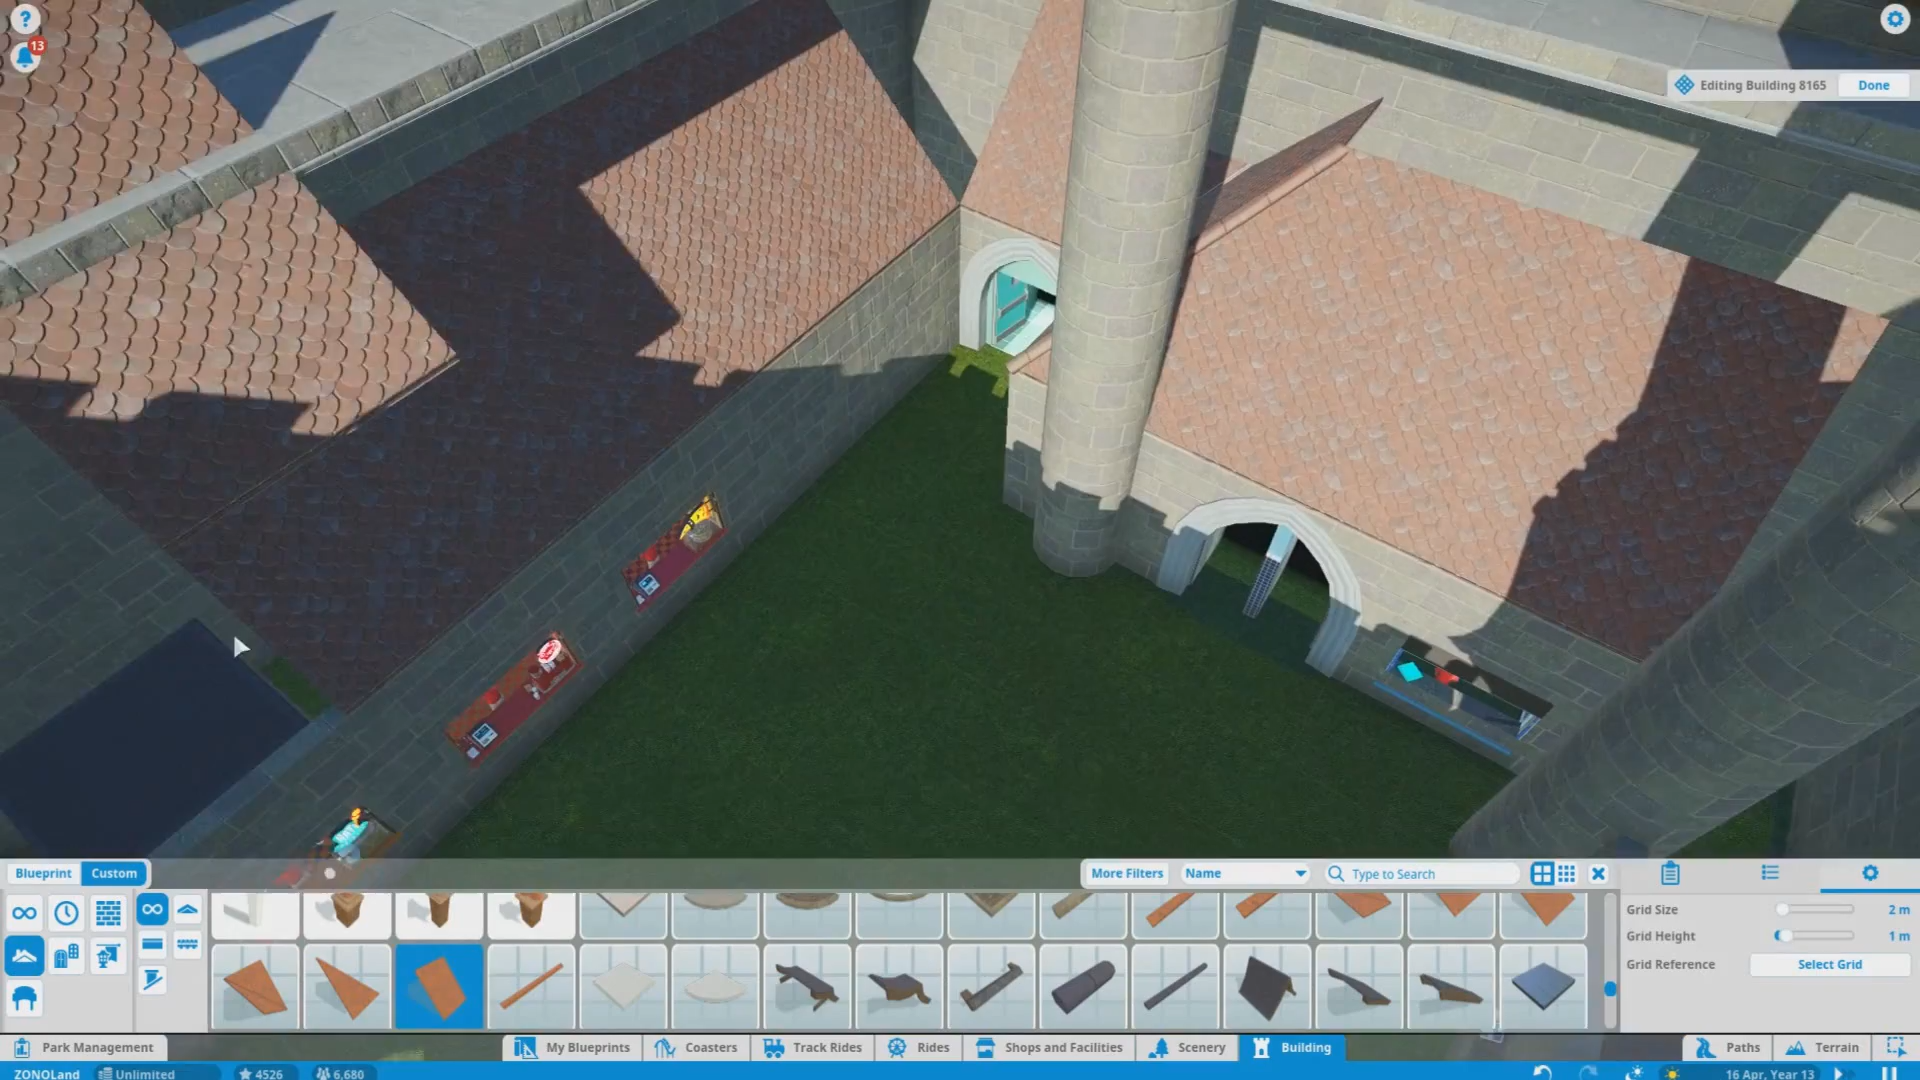 ?
13
Editing Building 8165
Done
Blueprint
Custom
More Filters
Name
Type to Search
Grid Size
2 m
Grid Height
1 m
Grid Reference
Select Grid
Park Management
My Blueprints
Coasters
Track Rides
Rides
Shops and Facilities
Scenery
Building
Paths
Terrain
ZONOLand
Unlimited
4526
6,680
16 Apr, Year 13